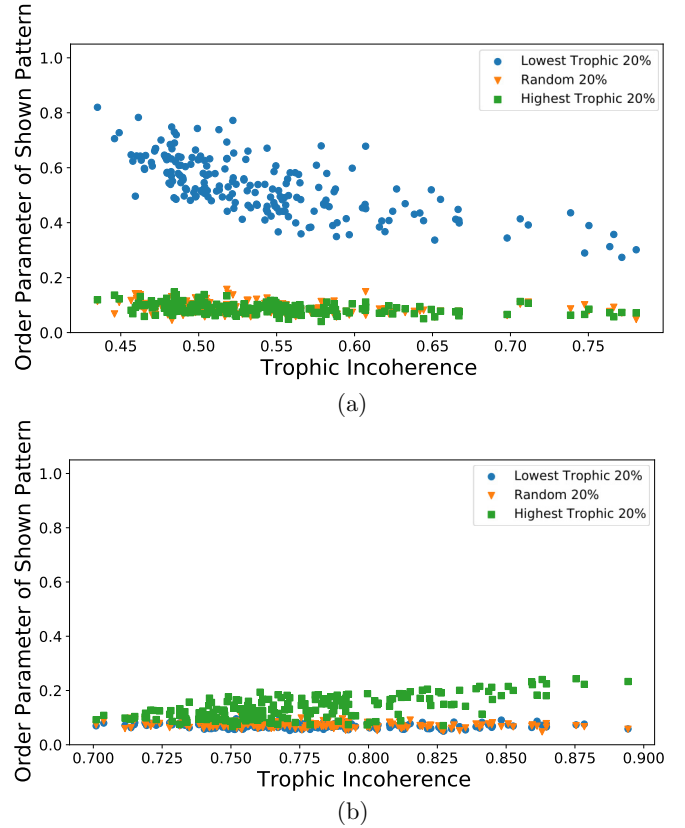 Order Parameter of Shown Pattern
1.0
0.8
0.6
0.4
0.2
0.0
Lowest Trophic 20%
Random 20%
Highest Trophic 20%
0.45 0.50 0.55 0.60 0.65 0.70 0.75
Trophic Incoherence
(a)
Order Parameter of Shown Pattern
1.0
0.8
0.6
0.4
0.2
0.0
Lowest Trophic 20%
Random 20%
Highest Trophic 20%
0.700 0.725 0.750 0.775 0.800 0.825 0.850 0.875 0.900
Trophic Incoherence
(b)